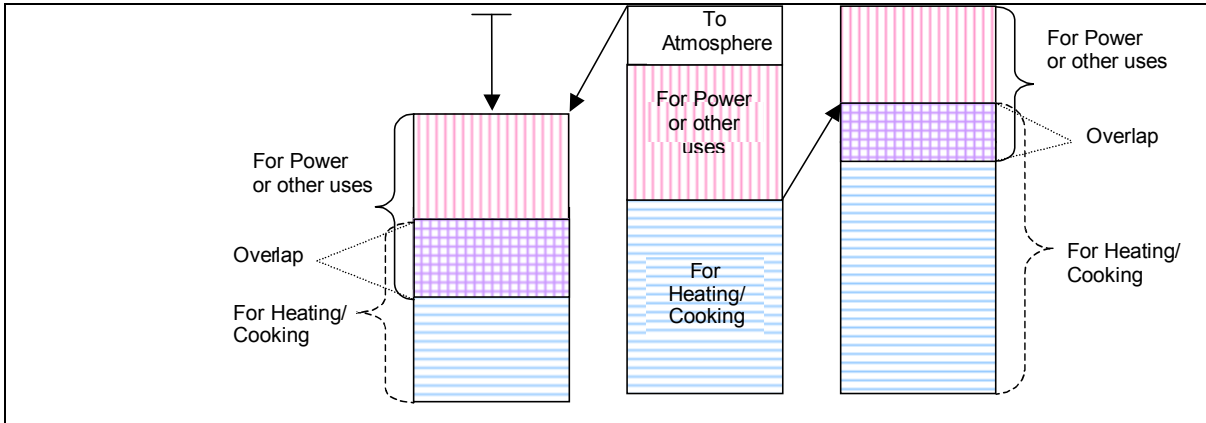 For Power
or other uses
Overlap
For Heating/
Cooking
To
Atmosphere
For Power
or other
uses
For
Heating/
Cooking
For Power
or other uses
Overlap
For Heating/
Cooking